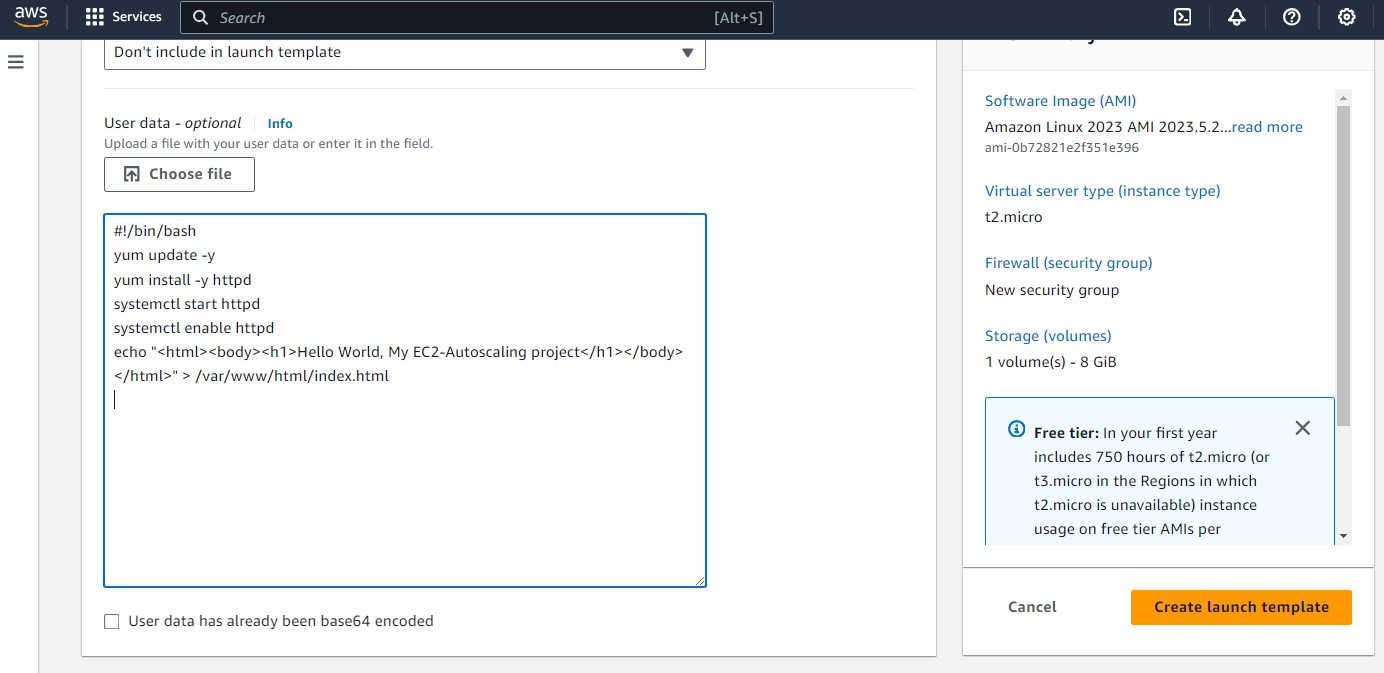 aws Services Search [Alt+S]
Don't include in launch template
User data - optional Info
Upload a file with your user data or enter it in the field.
Choose file
#!/bin/bash
yum update -y
yum install -y httpd
systemctl start httpd
systemctl enable httpd
echo "<html><body><h1>Hello World, My EC2-Autoscaling project</h1></body>
</html>" > /var/www/html/index.html
User data has already been base64 encoded
Software Image (AMI)
Amazon Linux 2023 AMI 2023.5.2...read more
ami-0b72821e2f351e396
Virtual server type (instance type)
t2.micro
Firewall (security group)
New security group
Storage (volumes)
1 volume(s) - 8 GiB
Free tier: In your first year
includes 750 hours of t2.micro (or
t3.micro in the Regions in which
t2.micro is unavailable) instance
usage on free tier AMIs per
Cancel
Create launch template